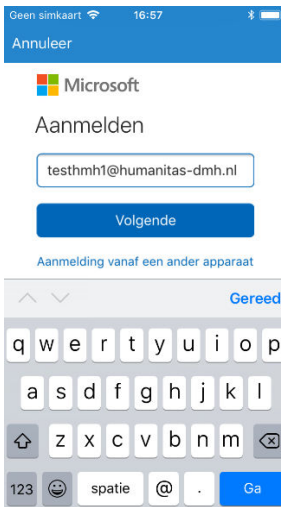 Geen simkaart 16:57
Annuleer
Microsoft
Aanmelden
testhmh1@humanitas-dmh.nl
Volgende
Aanmelding vanaf een ander apparaat
Gereed
q w e r t y u i o p
a s d f g h j k l
z x c v b n m
123 spatie @ . Ga